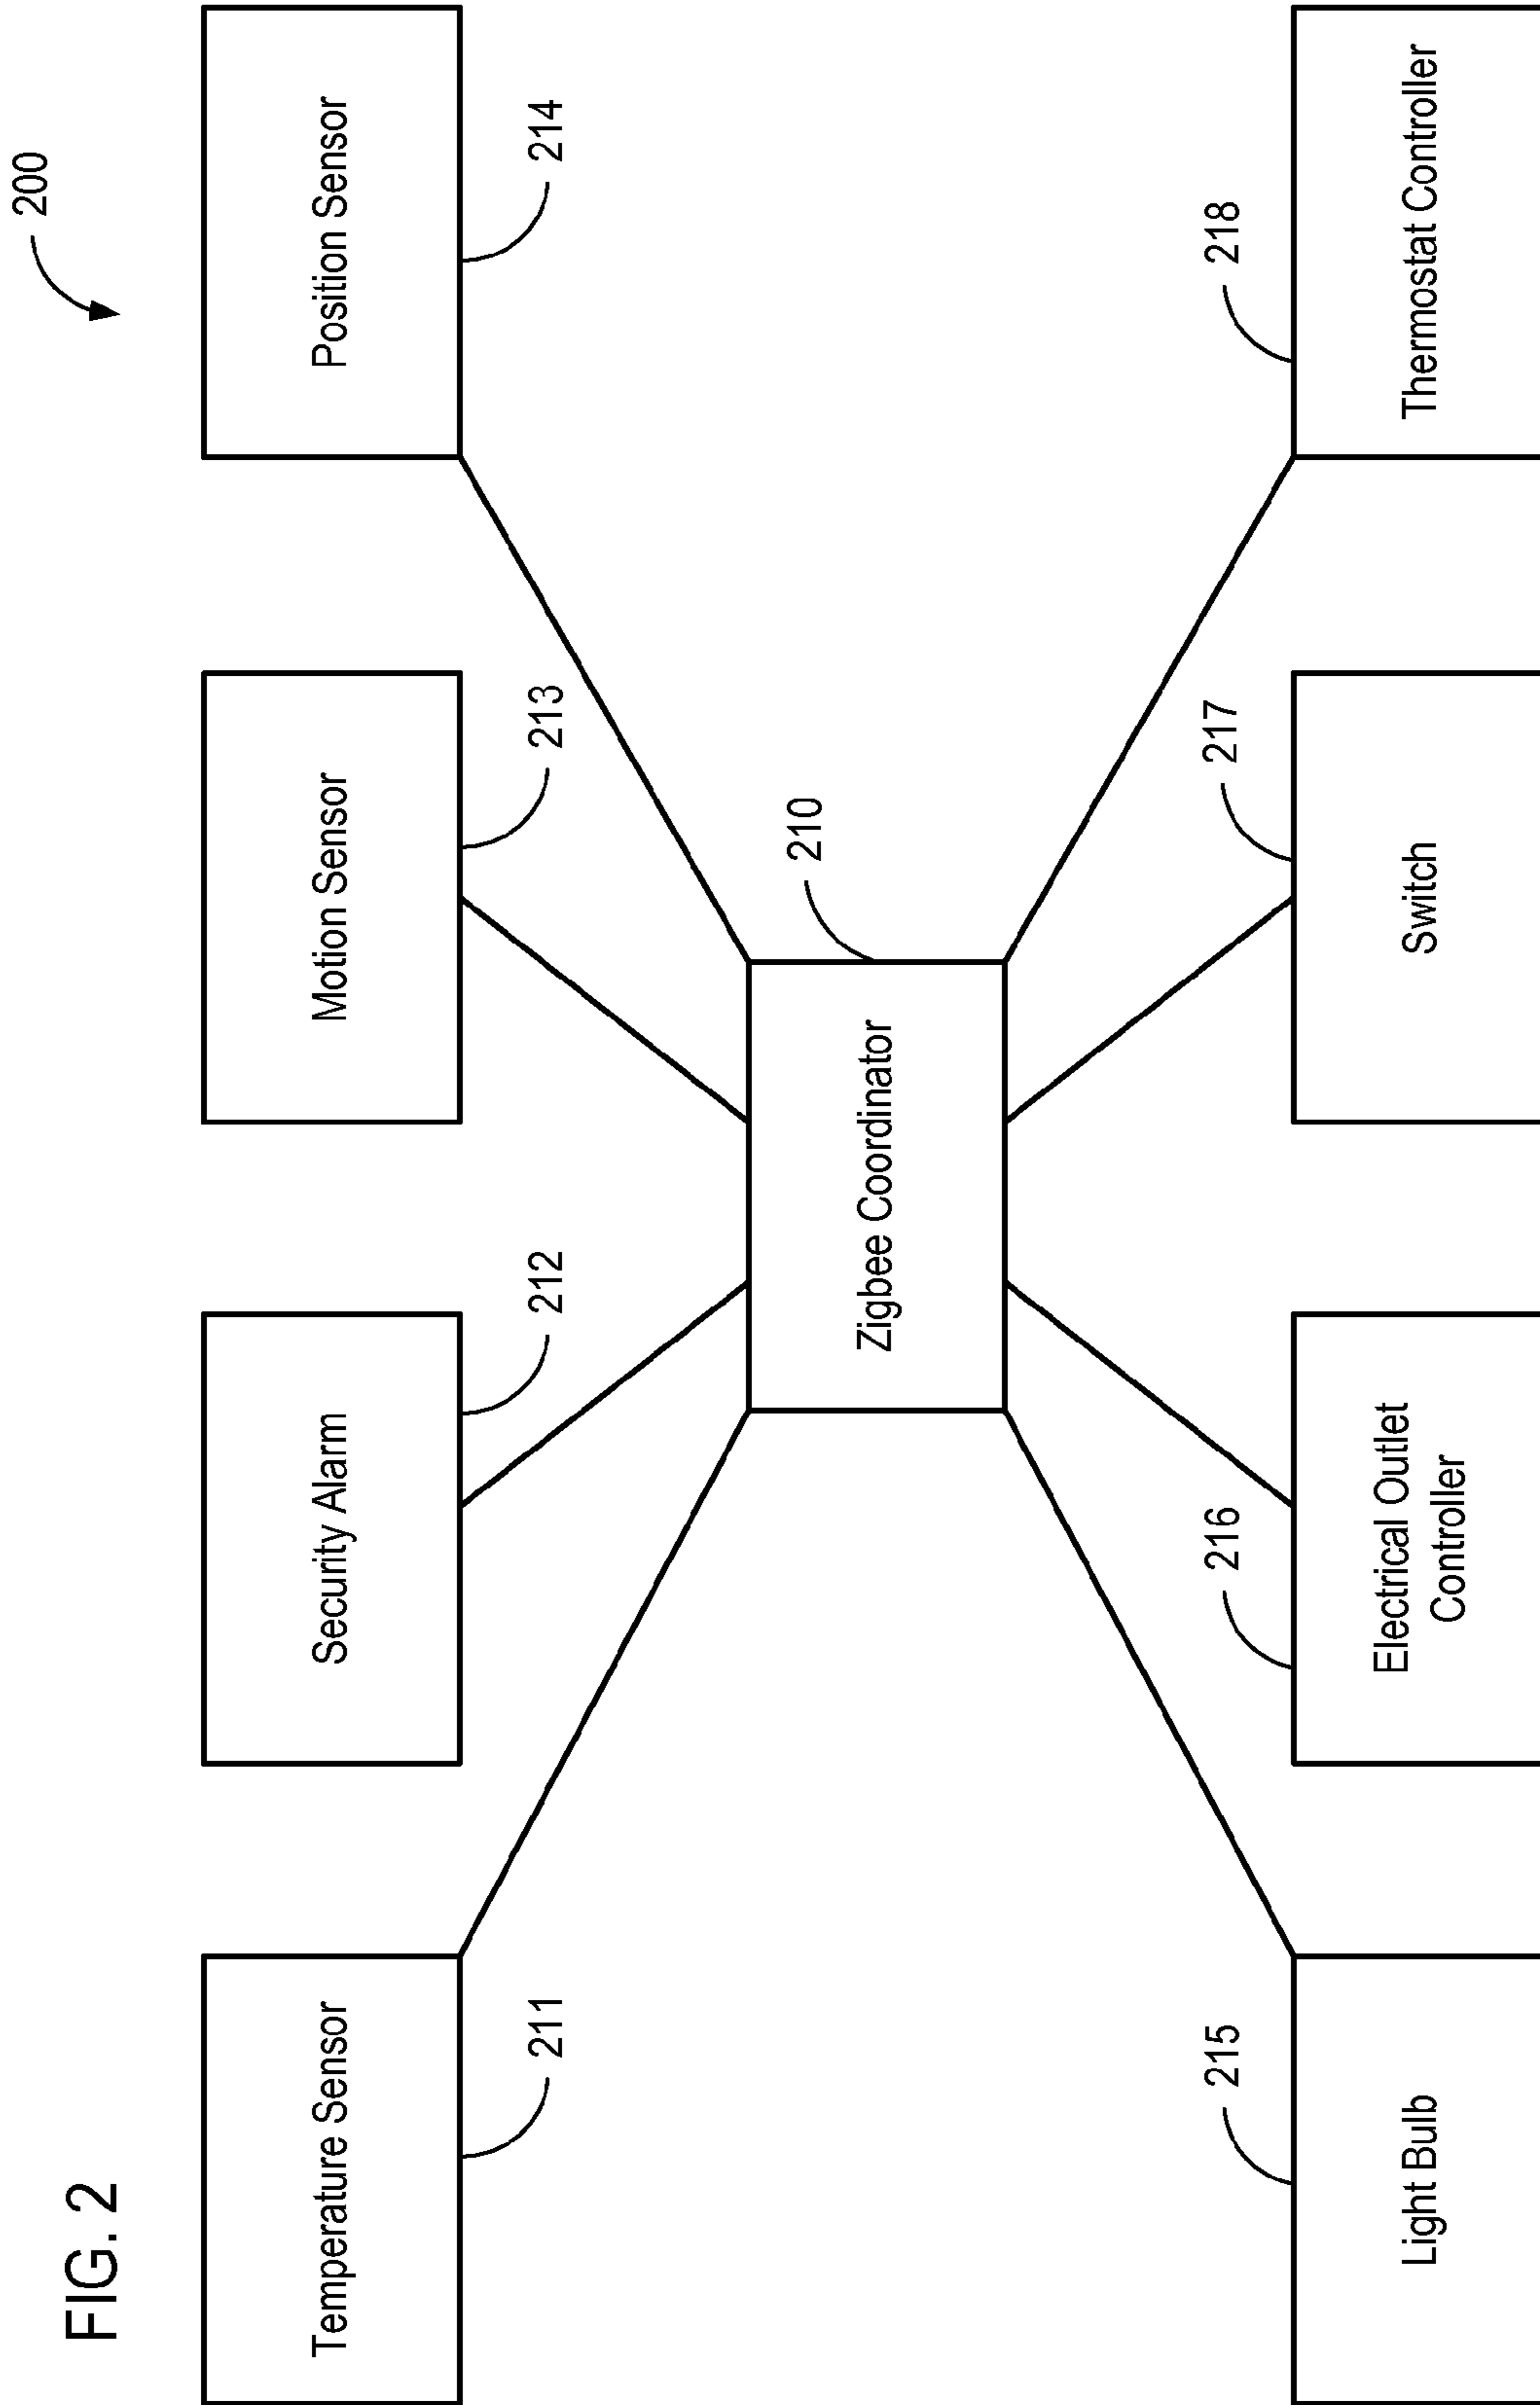 FIG. 2
200
Temperature Sensor
Security Alarm
Motion Sensor
Position Sensor
211
212
213
214
210
Zigbee Coordinator
215
216
217
218
Light Bulb
Electrical Outlet
Controller
Switch
Thermostat Controller